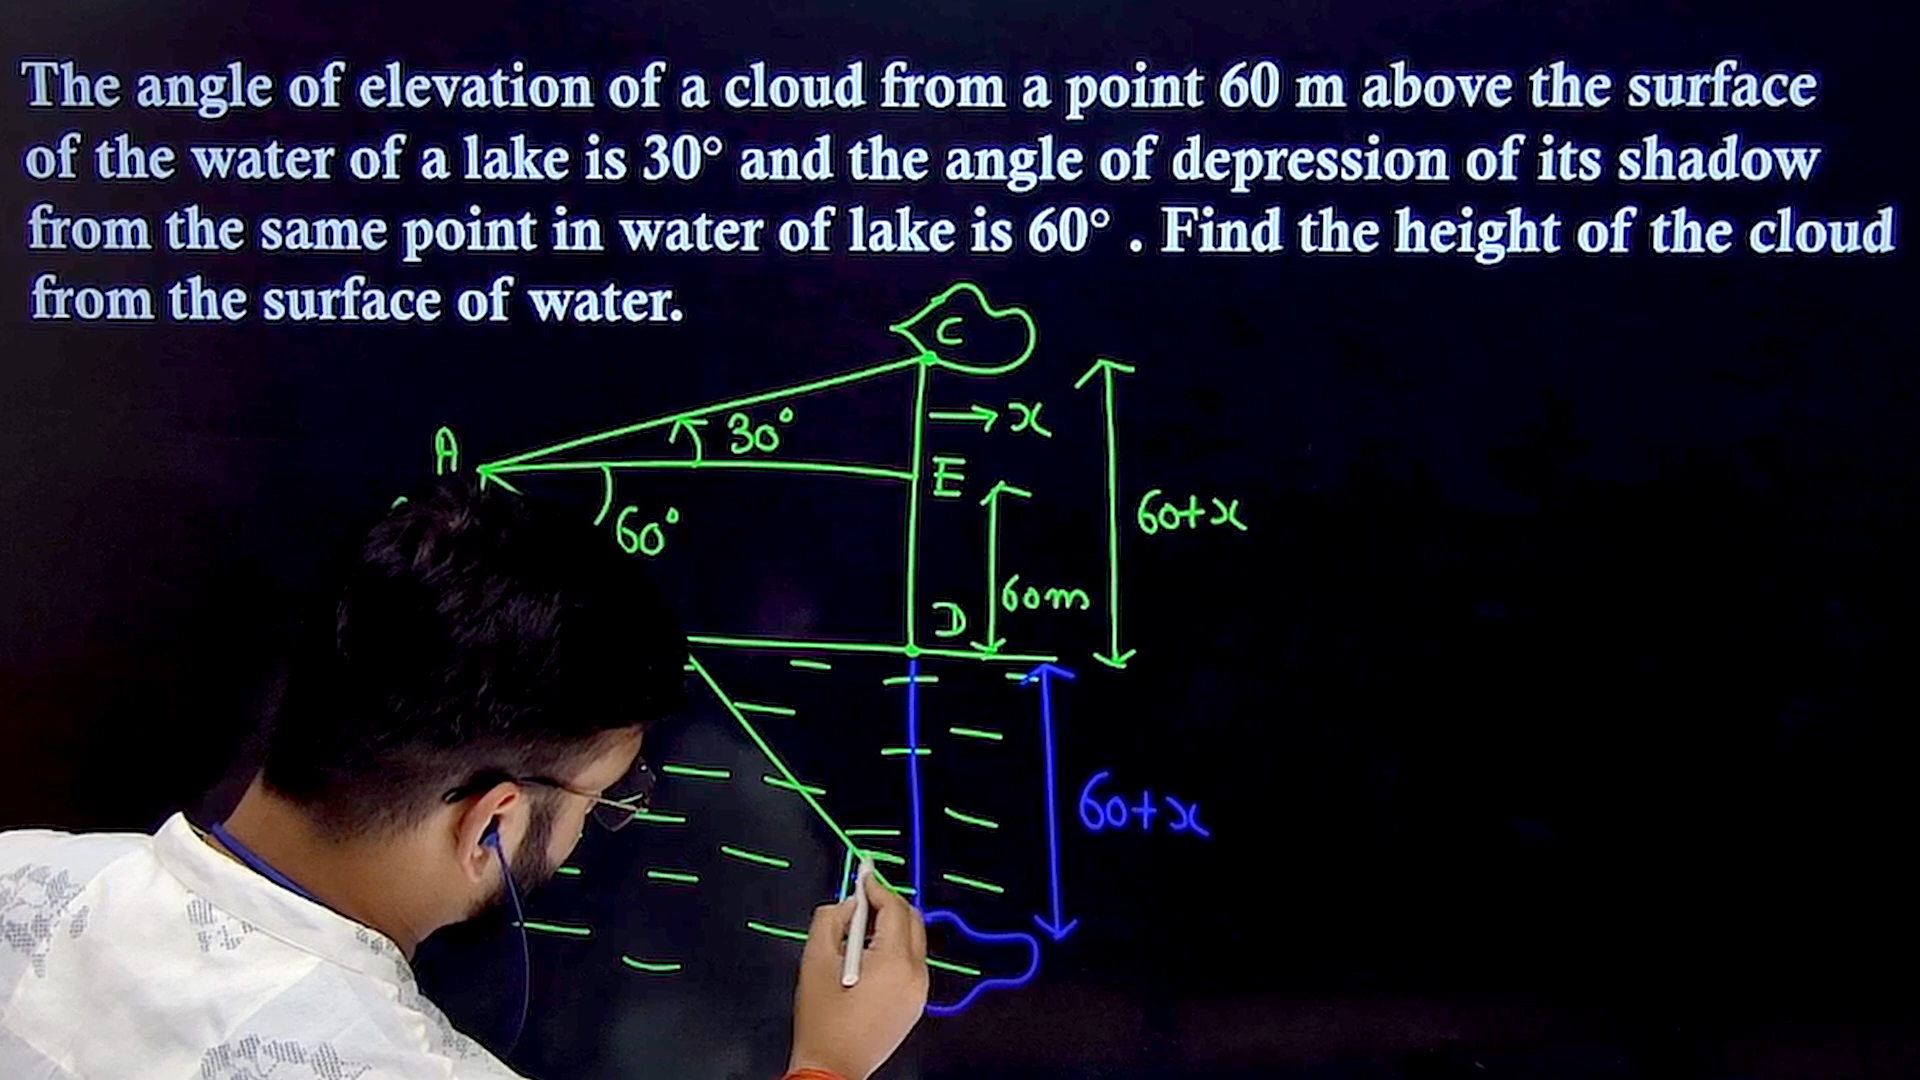 The angle of elevation of a cloud from a point 60 m above the surface
of the water of a lake is 30° and the angle of depression of its shadow
from the same point in water of lake is 60° . Find the height of the cloud
from the surface of water.
C
x
A
30°
E
60°
60+x
60m
D
60+x